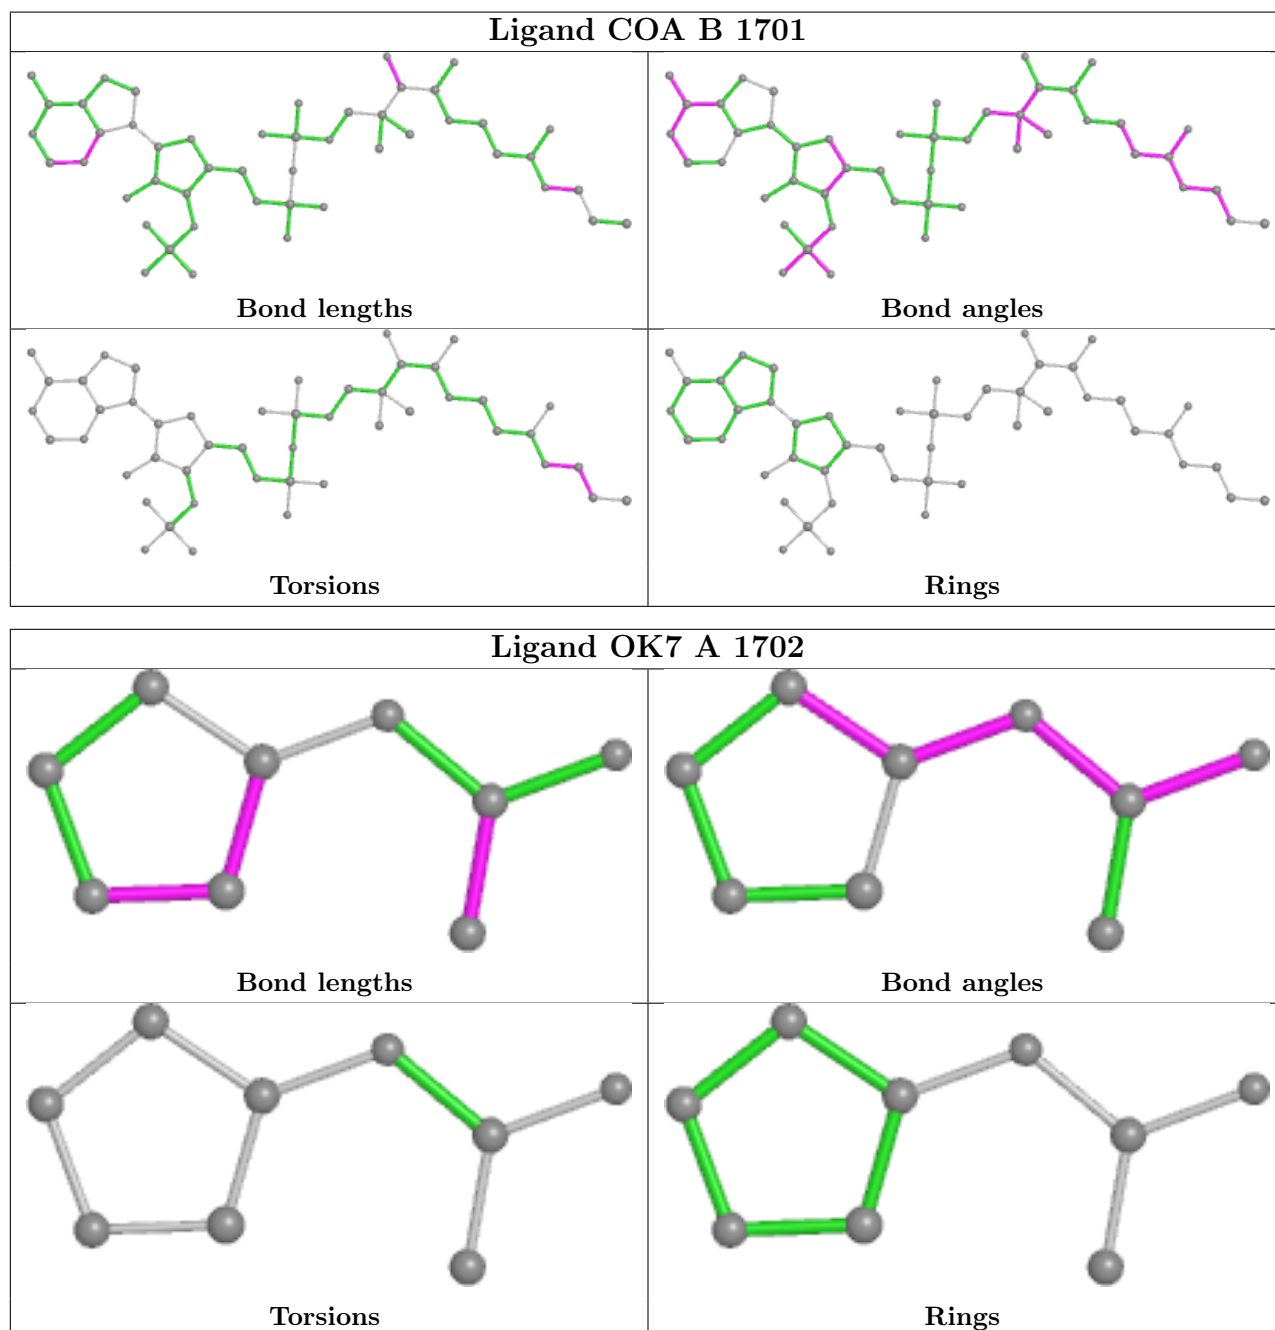 Ligand COA B 1701
Bond lengths
Bond angles
Torsions
Rings
Ligand OK7 A 1702
Bond lengths
Bond angles
Torsions
Rings